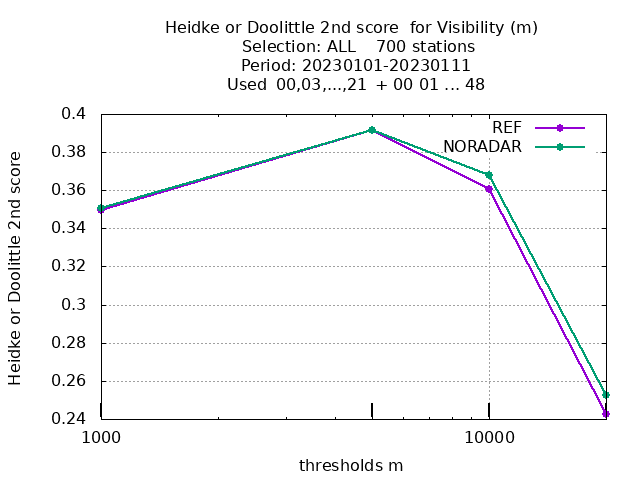 Heidke or Doolittle 2nd score  for Visibility (m)
Selection: ALL    700 stations
Period: 20230101-20230111
Used  00,03,...,21  + 00 01 ... 48
Heidke or Doolittle 2nd score
0.4
0.38
0.36
0.34
0.32
0.3
0.28
0.26
0.24
REF
NORADAR
1000
10000
thresholds m